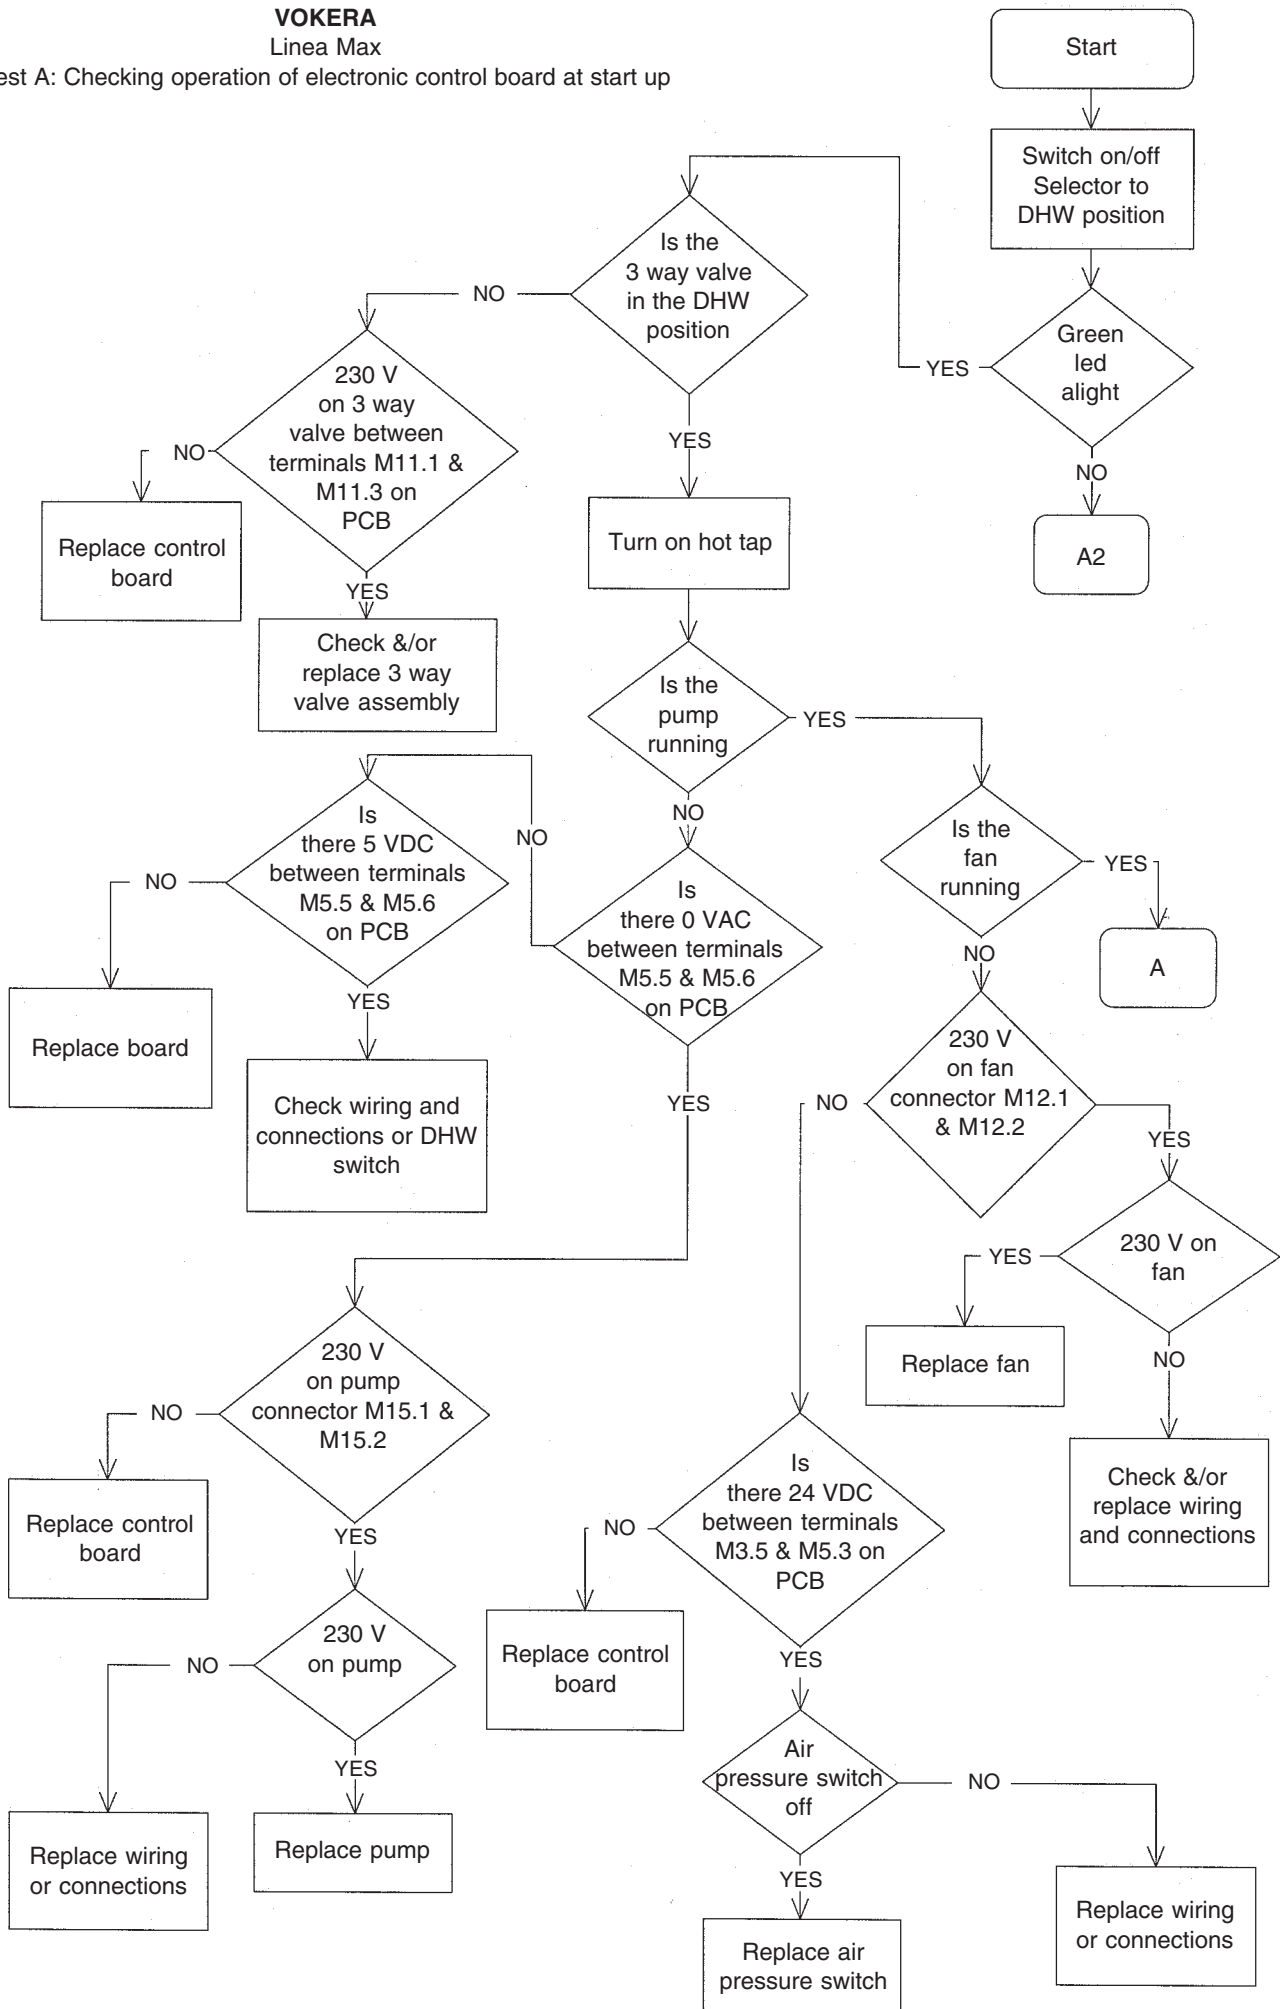 VOKERA
Linea Max
est A: Checking operation of electronic control board at start up
Start
Switch on/off
Selector to
DHW position
Green
led
alight
YES
NO
A2
Is the
3 way valve
in the DHW
position
NO
YES
230 V
on 3 way
valve between
terminals M11.1 &
M11.3 on
PCB
NO
Replace control
board
YES
Check &/or
replace 3 way
valve assembly
Turn on hot tap
Is the
pump
running
YES
NO
Is the
fan
running
YES
A
NO
Is
there 0 VAC
between terminals
M5.5 & M5.6
on PCB
NO
YES
Is
there 5 VDC
between terminals
M5.5 & M5.6
on PCB
NO
Replace board
YES
Check wiring and
connections or DHW
switch
230 V
on fan
connector M12.1
& M12.2
NO
YES
230 V on
fan
YES
Replace fan
NO
Check &/or
replace wiring
and connections
230 V
on pump
connector M15.1 &
M15.2
NO
Replace control
board
YES
230 V
on pump
NO
Replace wiring
or connections
YES
Replace pump
Is
there 24 VDC
between terminals
M3.5 & M5.3 on
PCB
NO
Replace control
board
YES
Air
pressure switch
off
NO
Replace wiring
or connections
YES
Replace air
pressure switch